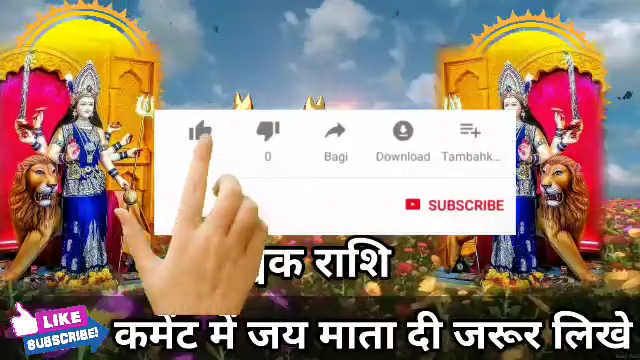 0 Bagi Download Tambahk...
SUBSCRIBE
राशि
LIKE
SUBSCRIBE!
कमेंट में जय माता दी जरूर लिखे